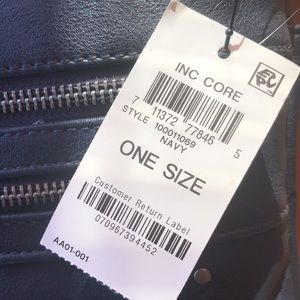 INC CORE
7 11372 77846 5
STYLE 100011069
NAVY
ONE SIZE
Customer Return Label
070967394452
AA01-001